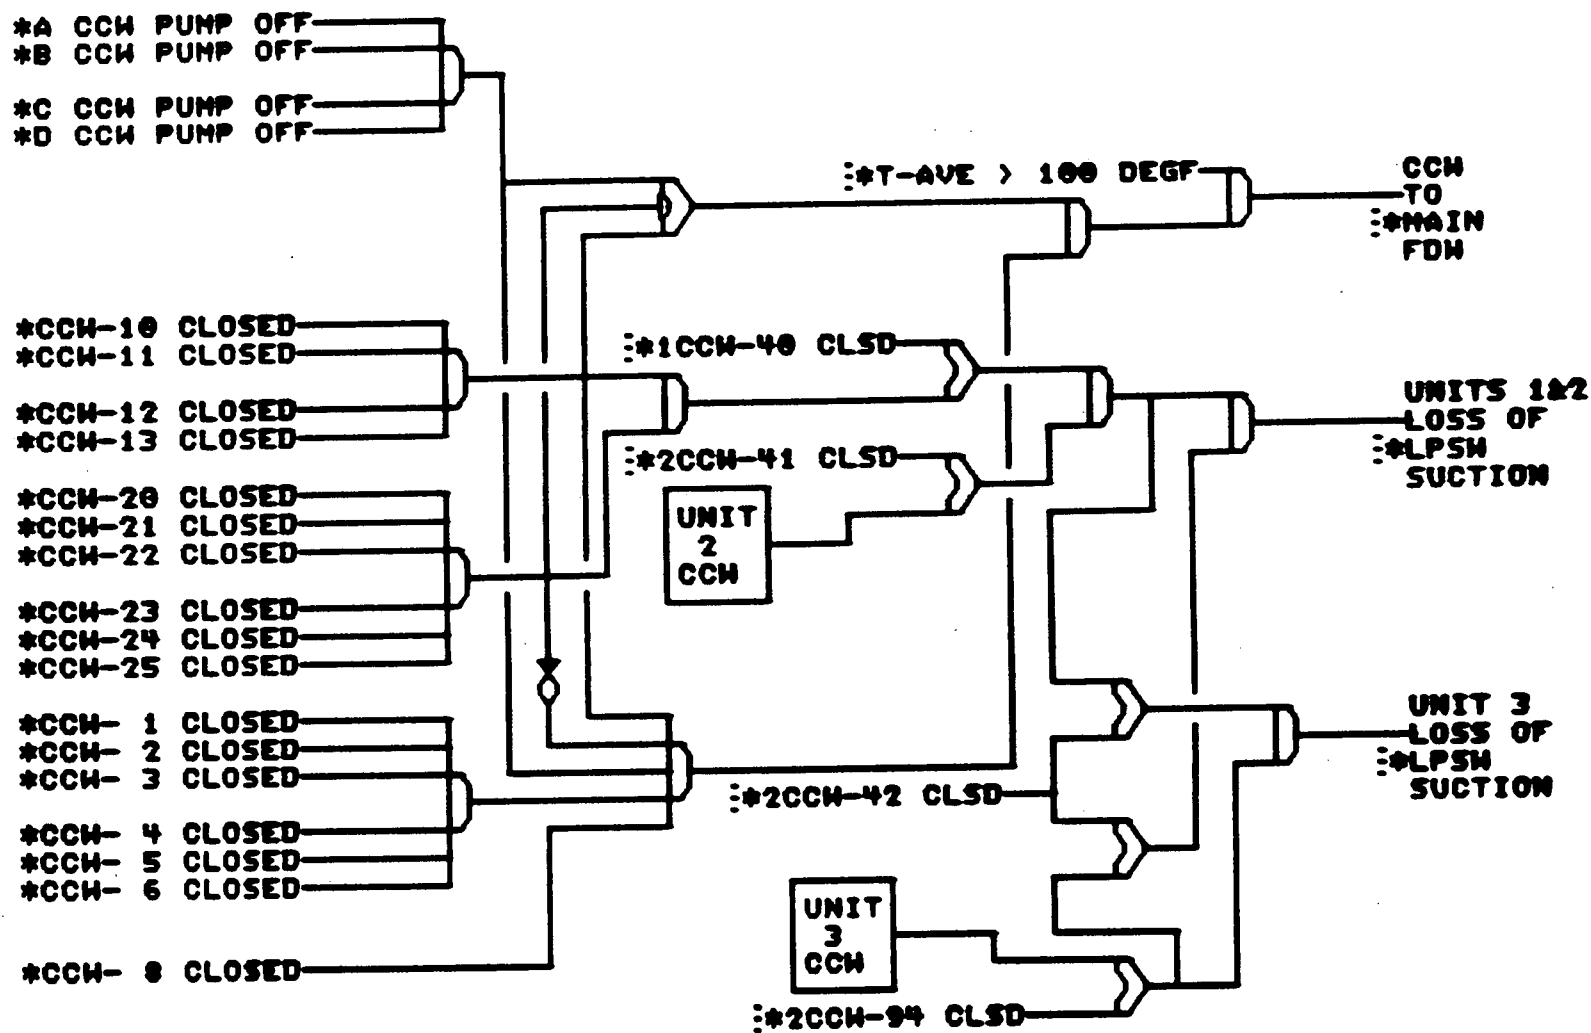 *A CCW PUMP OFF
*B CCW PUMP OFF
*C CCW PUMP OFF
*D CCW PUMP OFF
*T-AVE > 100 DEGF
CCW
TO
*MAIN
FDW
*CCW-10 CLOSED
*CCW-11 CLOSED
*CCW-12 CLOSED
*CCW-13 CLOSED
*1CCW-40 CLSD
*2CCW-41 CLSD
UNITS 1&2
LOSS OF
*LPSW
SUCTION
*CCW-20 CLOSED
*CCW-21 CLOSED
*CCW-22 CLOSED
*CCW-23 CLOSED
*CCW-24 CLOSED
*CCW-25 CLOSED
UNIT
2
CCW
*CCW- 1 CLOSED
*CCW- 2 CLOSED
*CCW- 3 CLOSED
*CCW- 4 CLOSED
*CCW- 5 CLOSED
*CCW- 6 CLOSED
*2CCW-42 CLSD
UNIT 3
LOSS OF
*LPSW
SUCTION
*CCW- 8 CLOSED
UNIT
3
CCW
*2CCW-94 CLSD